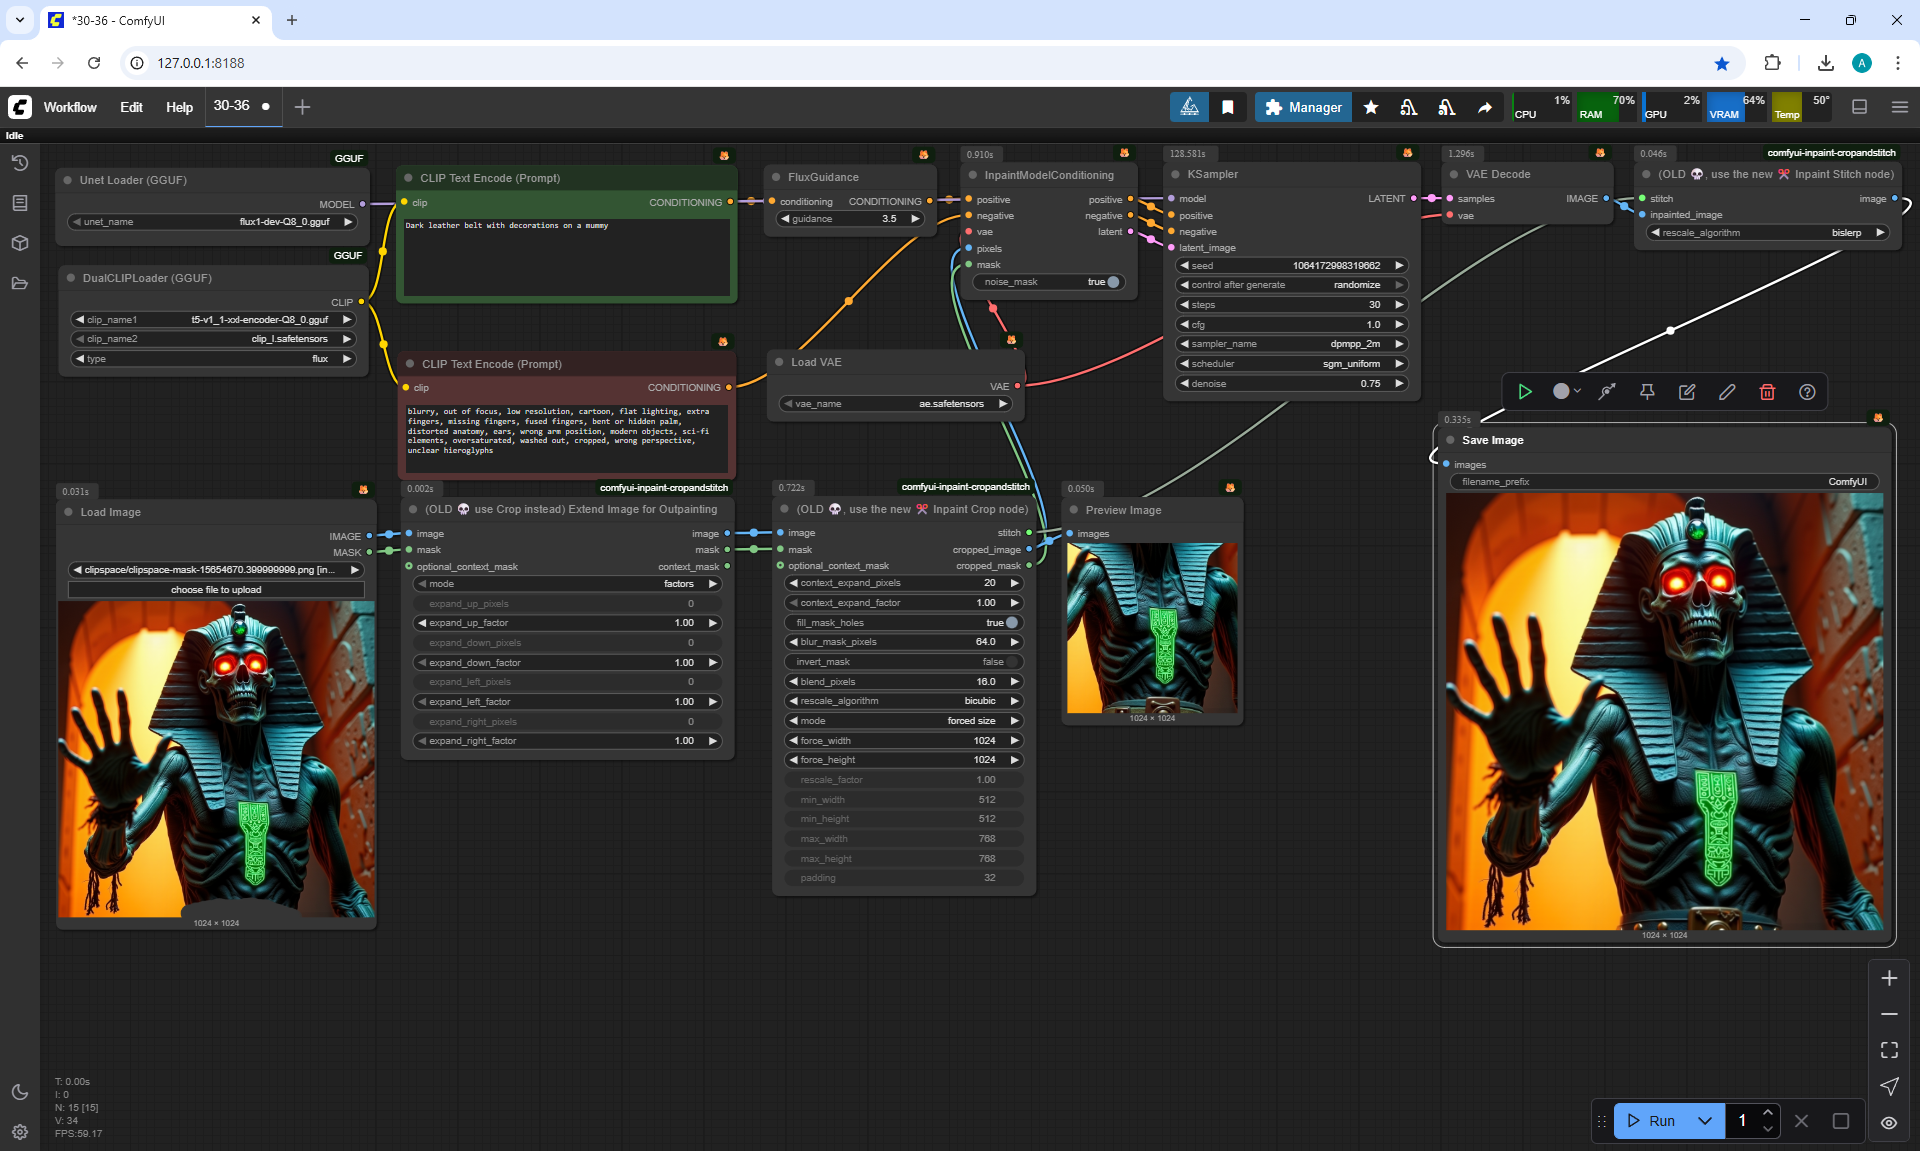 *30-36 - ComfyUI
127.0.0.1:8188
Workflow Edit Help 30-36
Manager
CPU 1% RAM 70% GPU 2% VRAM 64% Temp 50°
Idle
GGUF
Unet Loader (GGUF)
MODEL
unet_name flux1-dev-Q8_0.gguf
GGUF
DualCLIPLoader (GGUF)
CLIP
clip_name1 t5-v1_1-xxl-encoder-Q8_0.gguf
clip_name2 clip_l.safetensors
type flux
CLIP Text Encode (Prompt)
clip CONDITIONING
Dark leather belt with decorations on a mummy
CLIP Text Encode (Prompt)
clip CONDITIONING
blurry, out of focus, low resolution, cartoon, flat lighting, extra
fingers, missing fingers, fused fingers, bent or hidden palm,
distorted anatomy, ears, wrong arm position, modern objects, sci-fi
elements, oversaturated, washed out, cropped, wrong perspective,
unclear hieroglyphs
FluxGuidance
conditioning CONDITIONING
guidance 3.5
0.910s
InpaintModelConditioning
positive positive
negative negative
vae latent
pixels
mask
noise_mask true
Load VAE
VAE
vae_name ae.safetensors
128.581s
KSampler
model LATENT
positive
negative
latent_image
seed 1064172998319662
control after generate randomize
steps 30
cfg 1.0
sampler_name dpmpp_2m
scheduler sgm_uniform
denoise 0.75
1.296s
VAE Decode
samples IMAGE
vae
0.046s comfyui-inpaint-cropandstitch
(OLD 💀, use the new ✂️ Inpaint Stitch node)
stitch image
inpainted_image
rescale_algorithm bislerp
0.335s
Save Image
images
filename_prefix ComfyUI
1024 × 1024
0.031s
Load Image
IMAGE
MASK
clipspace/clipspace-mask-15654670.399999999.png [in...
choose file to upload
1024 × 1024
0.002s comfyui-inpaint-cropandstitch
(OLD 💀 use Crop instead) Extend Image for Outpainting
image image
mask mask
optional_context_mask context_mask
mode factors
expand_up_pixels 0
expand_up_factor 1.00
expand_down_pixels 0
expand_down_factor 1.00
expand_left_pixels 0
expand_left_factor 1.00
expand_right_pixels 0
expand_right_factor 1.00
0.722s comfyui-inpaint-cropandstitch
(OLD 💀, use the new ✂️ Inpaint Crop node)
image stitch
mask cropped_image
optional_context_mask cropped_mask
context_expand_pixels 20
context_expand_factor 1.00
fill_mask_holes true
blur_mask_pixels 64.0
invert_mask false
blend_pixels 16.0
rescale_algorithm bicubic
mode forced size
force_width 1024
force_height 1024
rescale_factor 1.00
min_width 512
min_height 512
max_width 768
max_height 768
padding 32
0.050s
Preview Image
images
1024 × 1024
T: 0.00s
I: 0
N: 15 [15]
V: 34
FPS:59.17
Run 1
A